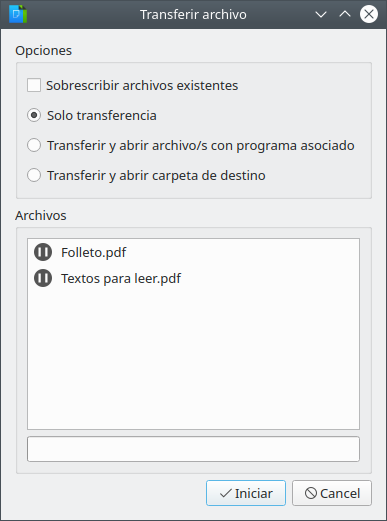 Transferir archivo
Opciones
Sobrescribir archivos existentes
Solo transferencia
Transferir y abrir archivo/s con programa asociado
Transferir y abrir carpeta de destino
Archivos
Folleto.pdf
Textos para leer.pdf
Iniciar
Cancel